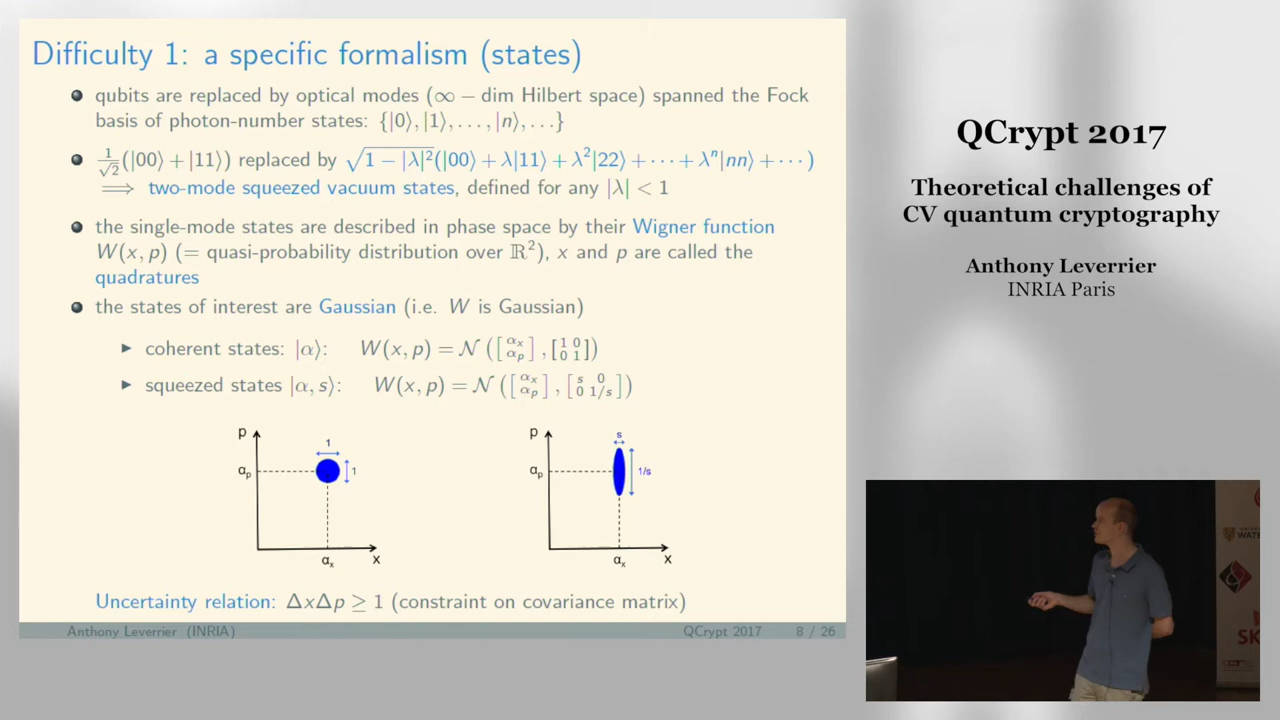 Difficulty 1: a specific formalism (states)
qubits are replaced by optical modes (∞ − dim Hilbert space) spanned the Fock
basis of photon-number states: {|0⟩, |1⟩, . . . , |n⟩, . . .}
1/√2(|00⟩ + |11⟩) replaced by √1 − |λ|²(|00⟩ + λ|11⟩ + λ²|22⟩ + · · · + λⁿ|nn⟩ + · · · )
⟹ two-mode squeezed vacuum states, defined for any |λ| < 1
the single-mode states are described in phase space by their Wigner function
W(x, p) (= quasi-probability distribution over ℝ²), x and p are called the
quadratures
the states of interest are Gaussian (i.e. W is Gaussian)
coherent states: |α⟩: W(x, p) = 𝒩 ([αx αp], [1 0 0 1])
squeezed states |α, s⟩: W(x, p) = 𝒩 ([αx αp], [s 0 0 1/s])
p
1
αp
1
αx
x
p
s
αp
1/s
αx
x
Uncertainty relation: ΔxΔp ≥ 1 (constraint on covariance matrix)
Anthony Leverrier (INRIA)
QCrypt 2017
8 / 26
QCrypt 2017
Theoretical challenges of
CV quantum cryptography
Anthony Leverrier
INRIA Paris